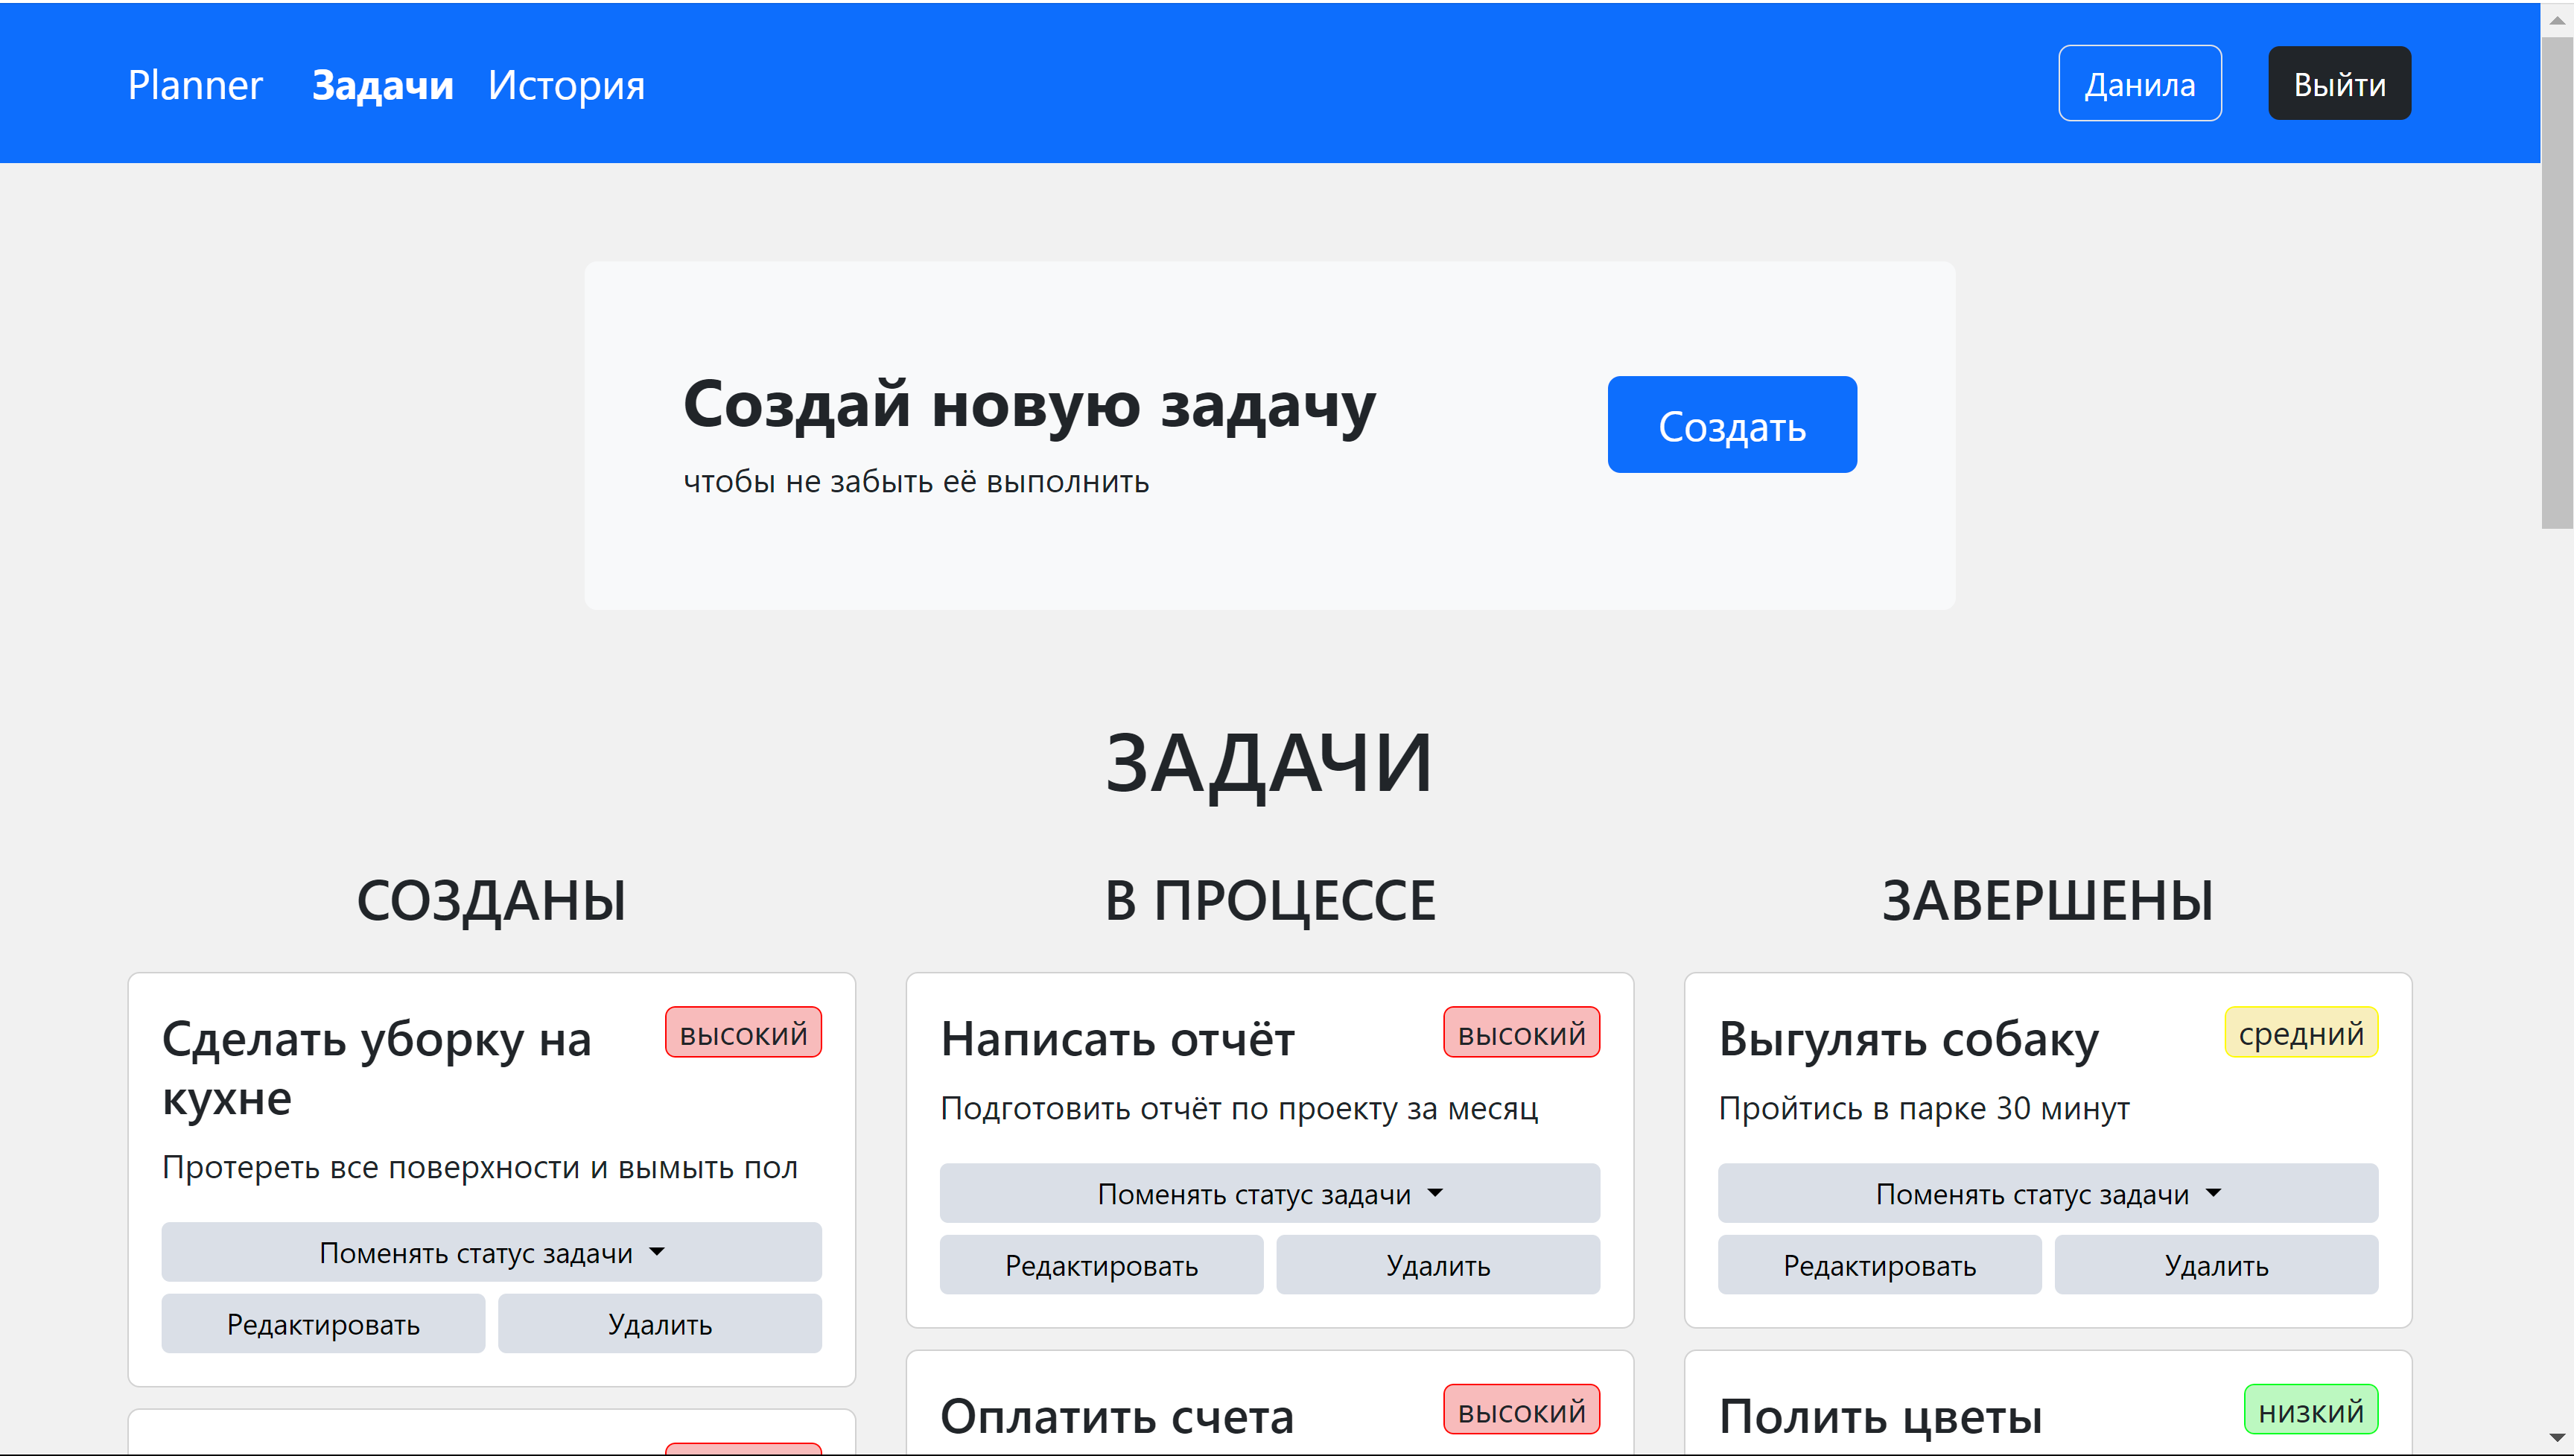 Planner Задачи История Данила Выйти
Создай новую задачу
чтобы не забыть её выполнить
Создать
ЗАДАЧИ
СОЗДАНЫ
Сделать уборку на
кухне
высокий
Протереть все поверхности и вымыть пол
Поменять статус задачи
Редактировать Удалить
В ПРОЦЕССЕ
Написать отчёт
высокий
Подготовить отчёт по проекту за месяц
Поменять статус задачи
Редактировать Удалить
Оплатить счета
высокий
ЗАВЕРШЕНЫ
Выгулять собаку
средний
Пройтись в парке 30 минут
Поменять статус задачи
Редактировать Удалить
Полить цветы
низкий